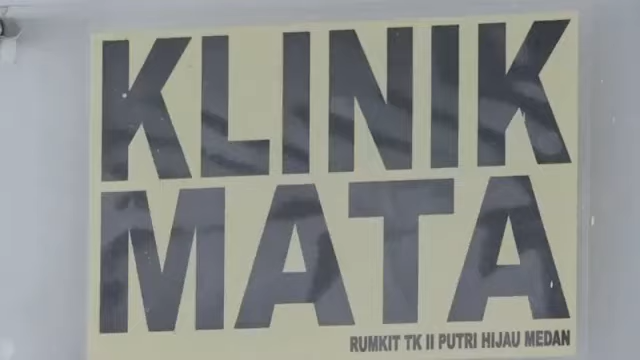 KLINIK
MATA
RUMKIT TK II PUTRI HIJAU MEDAN